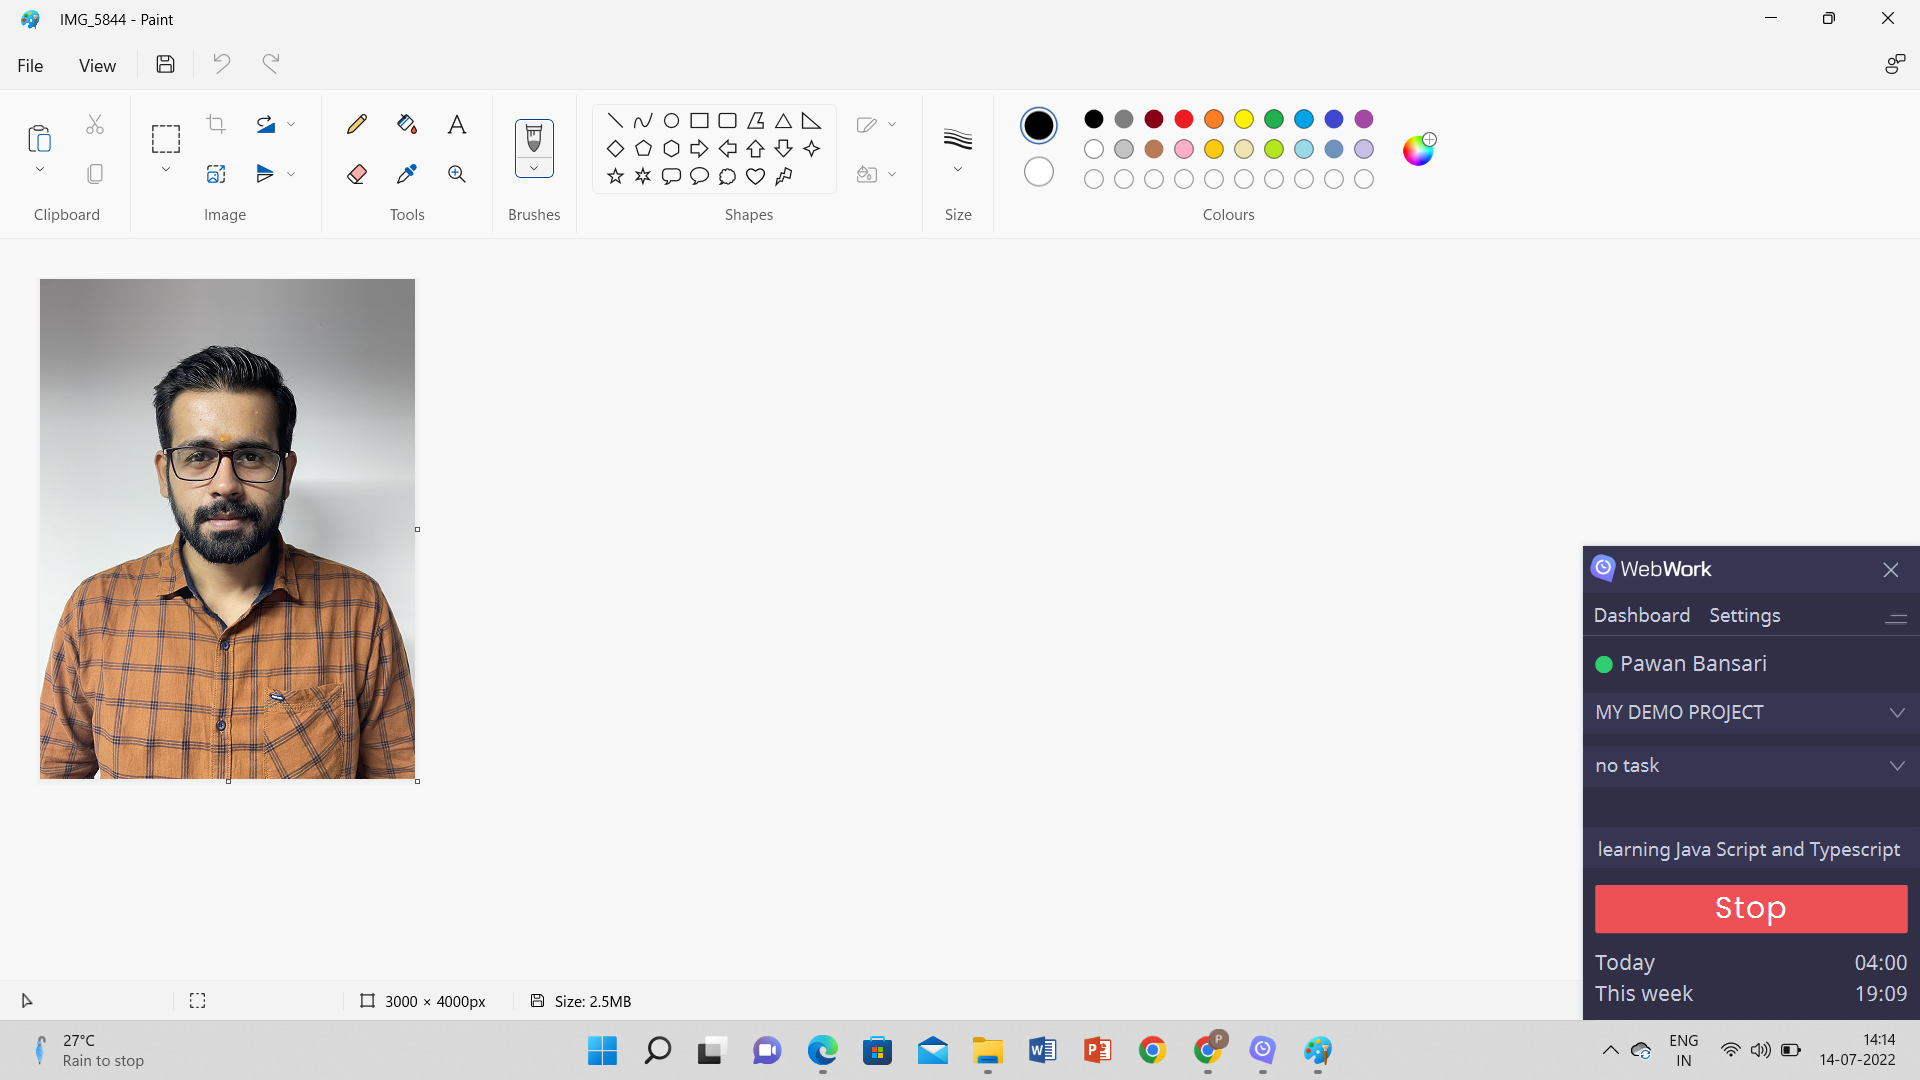 IMG_5844 - Paint
File View
Clipboard
Image
Tools
Brushes
Shapes
Size
Colours
WebWork
Dashboard Settings
Pawan Bansari
MY DEMO PROJECT
no task
learning Java Script and Typescript
Stop
Today 04:00
This week 19:09
3000 × 4000px
Size: 2.5MB
27°C
Rain to stop
P
ENG
IN
14:14
14-07-2022